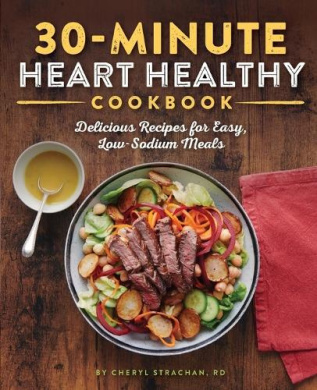 30-MINUTE
HEART HEALTHY
COOKBOOK
Delicious Recipes for Easy,
Low-Sodium Meals
BY CHERYL STRACHAN, RD